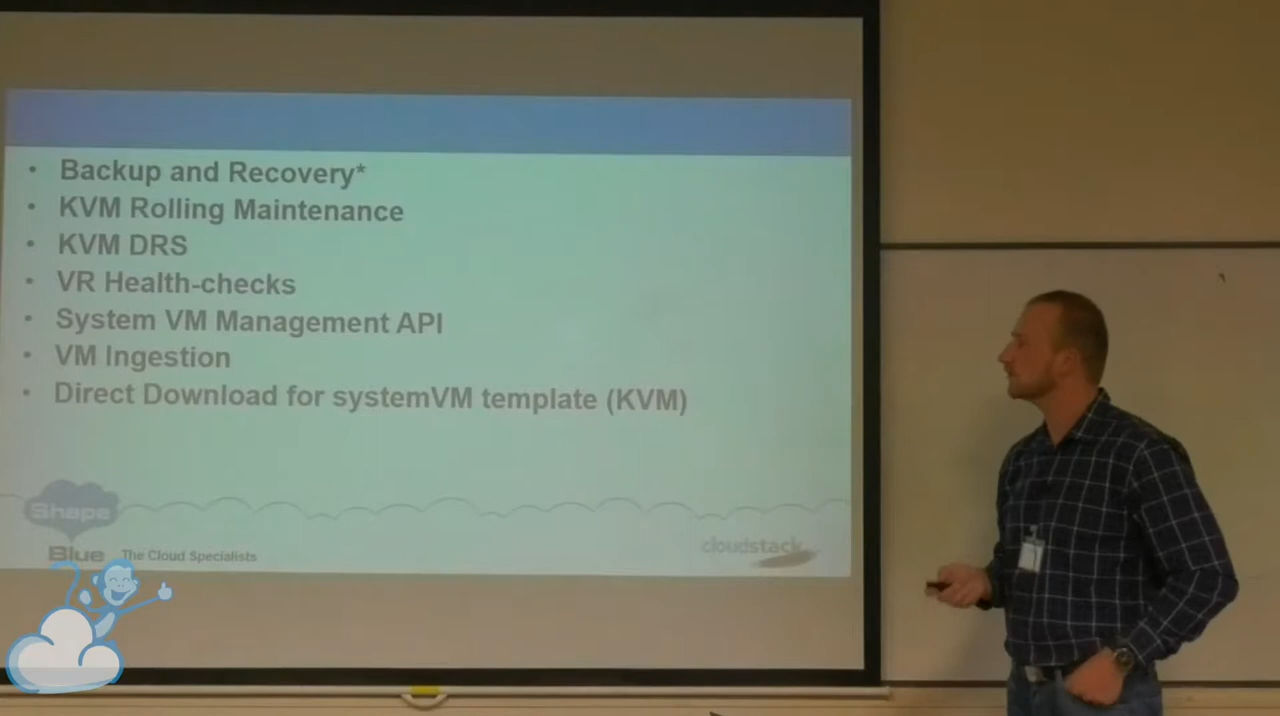 • Backup and Recovery*
• KVM Rolling Maintenance
• KVM DRS
• VR Health-checks
• System VM Management API
• VM Ingestion
• Direct Download for systemVM template (KVM)
Shape
Blue The Cloud Specialists
cloudstack